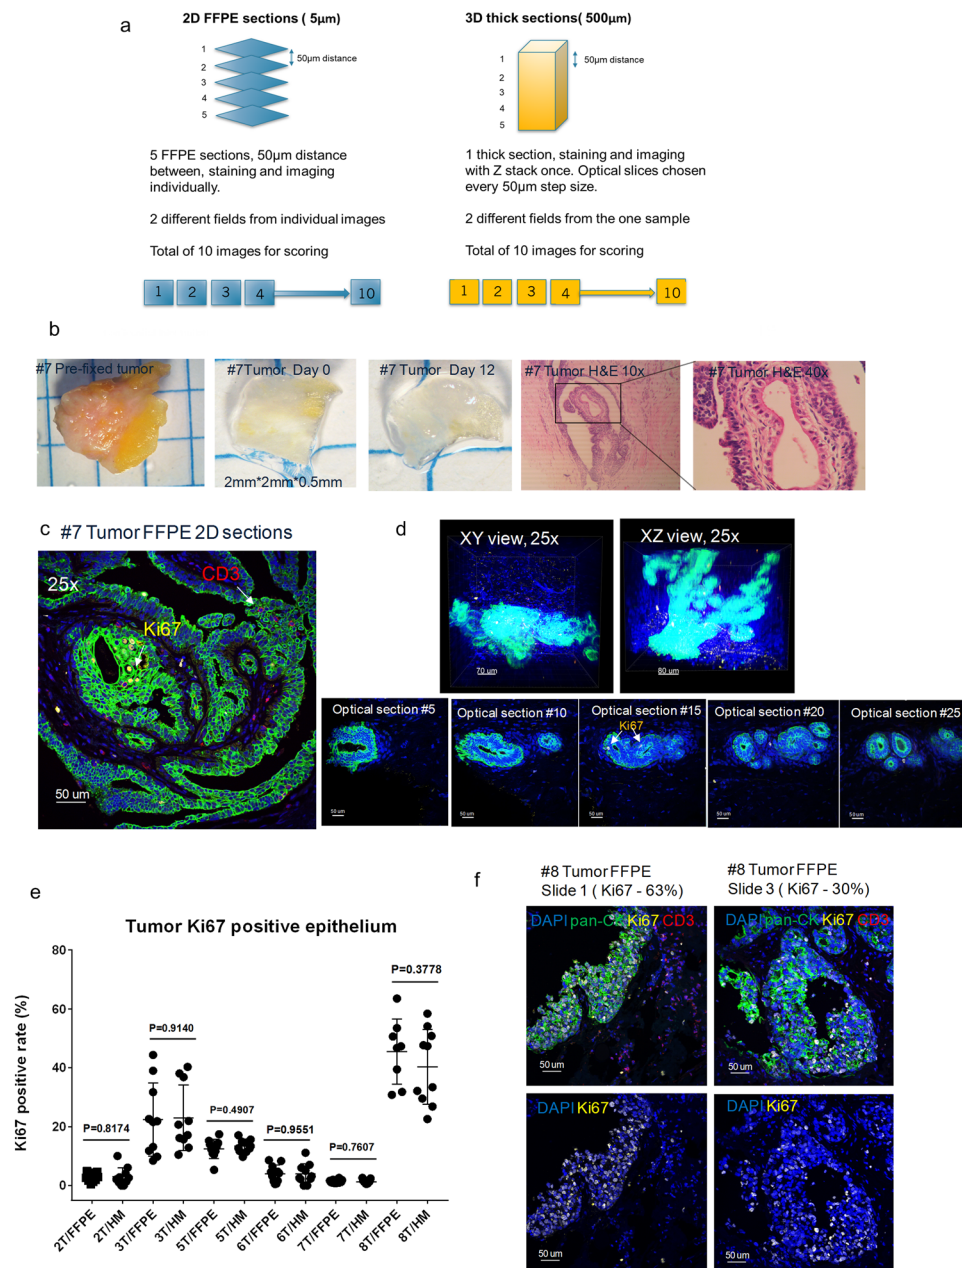 a
2D FFPE sections ( 5µm)
1
2
3
4
5
50µm distance
5 FFPE sections, 50µm distance
between, staining and imaging
individually.
2 different fields from individual images
Total of 10 images for scoring
1 2 3 4 10
3D thick sections( 500µm)
1
2
3
4
5
50µm distance
1 thick section, staining and imaging
with Z stack once. Optical slices chosen
every 50µm step size.
2 different fields from the one sample
Total of 10 images for scoring
1 2 3 4 10
b
#7 Pre-fixed tumor
#7Tumor Day 0
2mm*2mm*0.5mm
#7 Tumor Day 12
#7 Tumor H&E 10x
#7 Tumor H&E 40x
c #7 Tumor FFPE 2D sections
25x
CD3
Ki67
50 um
d
XY view, 25x
70 um
XZ view, 25x
80 um
Optical section #5
50 um
Optical section #10
50 um
Optical section #15
Ki67
50 um
Optical section #20
50 um
Optical section #25
50 um
e
Tumor Ki67 positive epithelium
Ki67 positive rate (%)
80
60
40
20
0
P=0.8174
P=0.9140
P=0.4907
P=0.9551
P=0.7607
P=0.3778
2T/FFPE
2T/HM
3T/FFPE
3T/HM
5T/FFPE
5T/HM
6T/FFPE
6T/HM
7T/FFPE
7T/HM
8T/FFPE
8T/HM
f
#8 Tumor FFPE
Slide 1 ( Ki67 - 63%)
DAPI pan-CK Ki67 CD3
50 um
DAPI Ki67
50 um
#8 Tumor FFPE
Slide 3 ( Ki67 - 30%)
DAPI pan-CK Ki67 CD3
50 um
DAPI Ki67
50 um